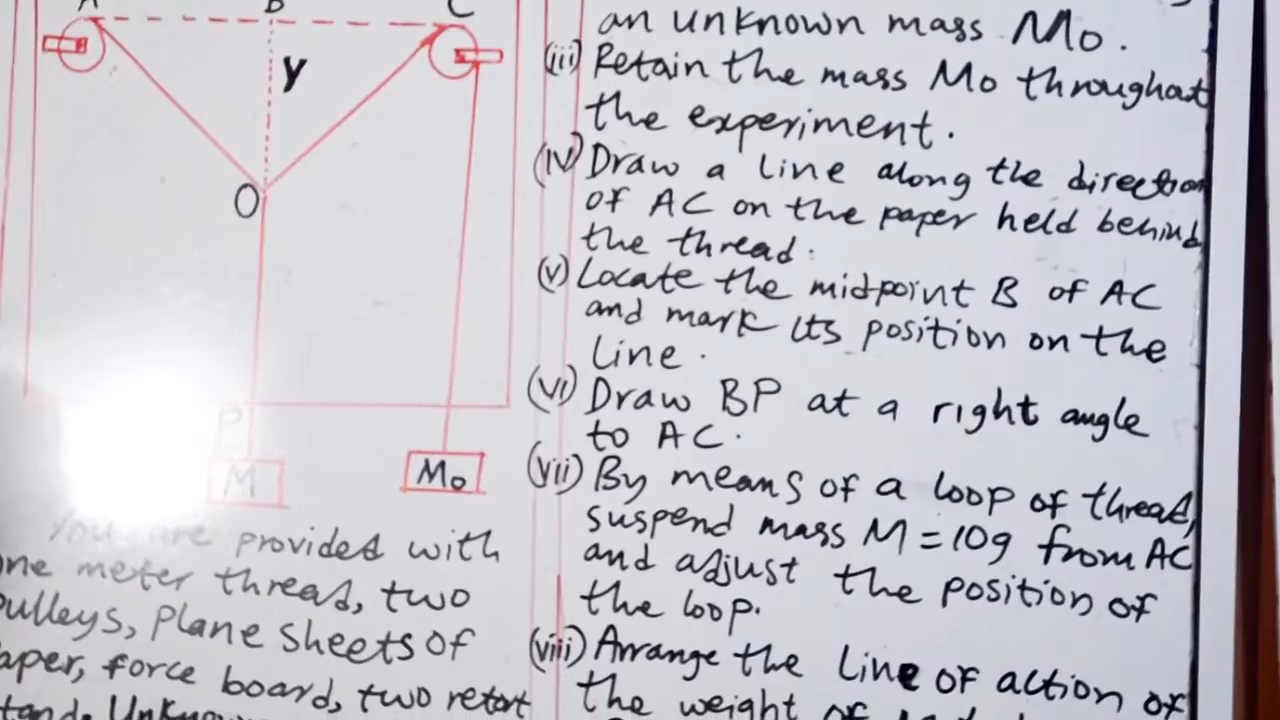 A B C
y
O
P
M
Mo
You are provided with
one meter thread, two
pulleys, plane sheets of
paper, force board, two retort
an unknown mass Mo.
(iii) Retain the mass Mo throughout
the experiment.
(iv) Draw a line along the direction
of AC on the paper held behind
the thread.
(v) Locate the midpoint B of AC
and mark its position on the
line.
(vi) Draw BP at a right angle
to AC.
(vii) By means of a loop of thread,
suspend mass M = 10g from AC
and adjust the position of
the loop.
(viii) Arrange the line of action of
the weight of